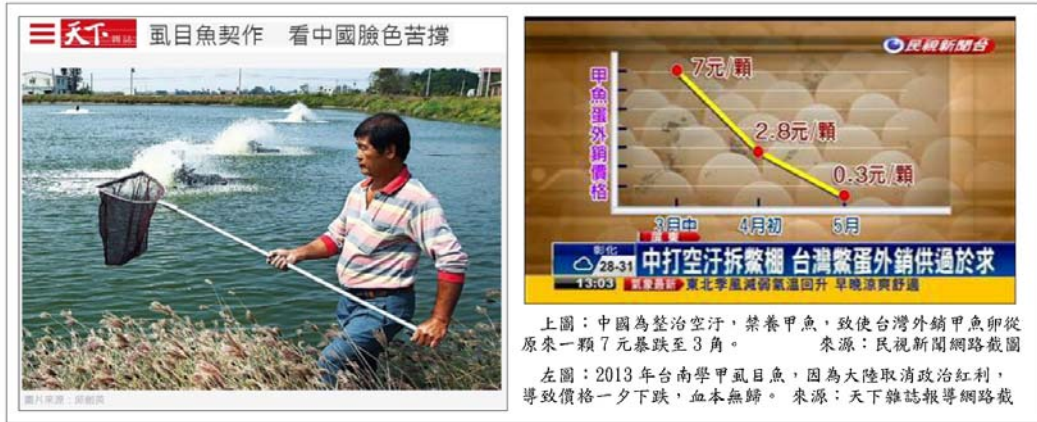 天下雜誌 虱目魚契作 看中國臉色苦撐
圖片來源：邱劍英
民視新聞台
甲魚蛋外銷價格
7元/顆
2.8元/顆
0.3元/顆
3月中 4月初 5月
產業
彰化
28-31
中打空汙拆鱉棚 台灣鱉蛋外銷供過於求
13:03 氣象最新 東北季風減弱氣溫回升 早晚涼爽舒適
上圖：中國為整治空汙，禁養甲魚，致使台灣外銷甲魚卵從
原來一顆7元暴跌至3角。 來源：民視新聞網路截圖
左圖：2013年台南學甲虱目魚，因為大陸取消政治紅利，
導致價格一夕下跌，血本無歸。 來源：天下雜誌報導網路截